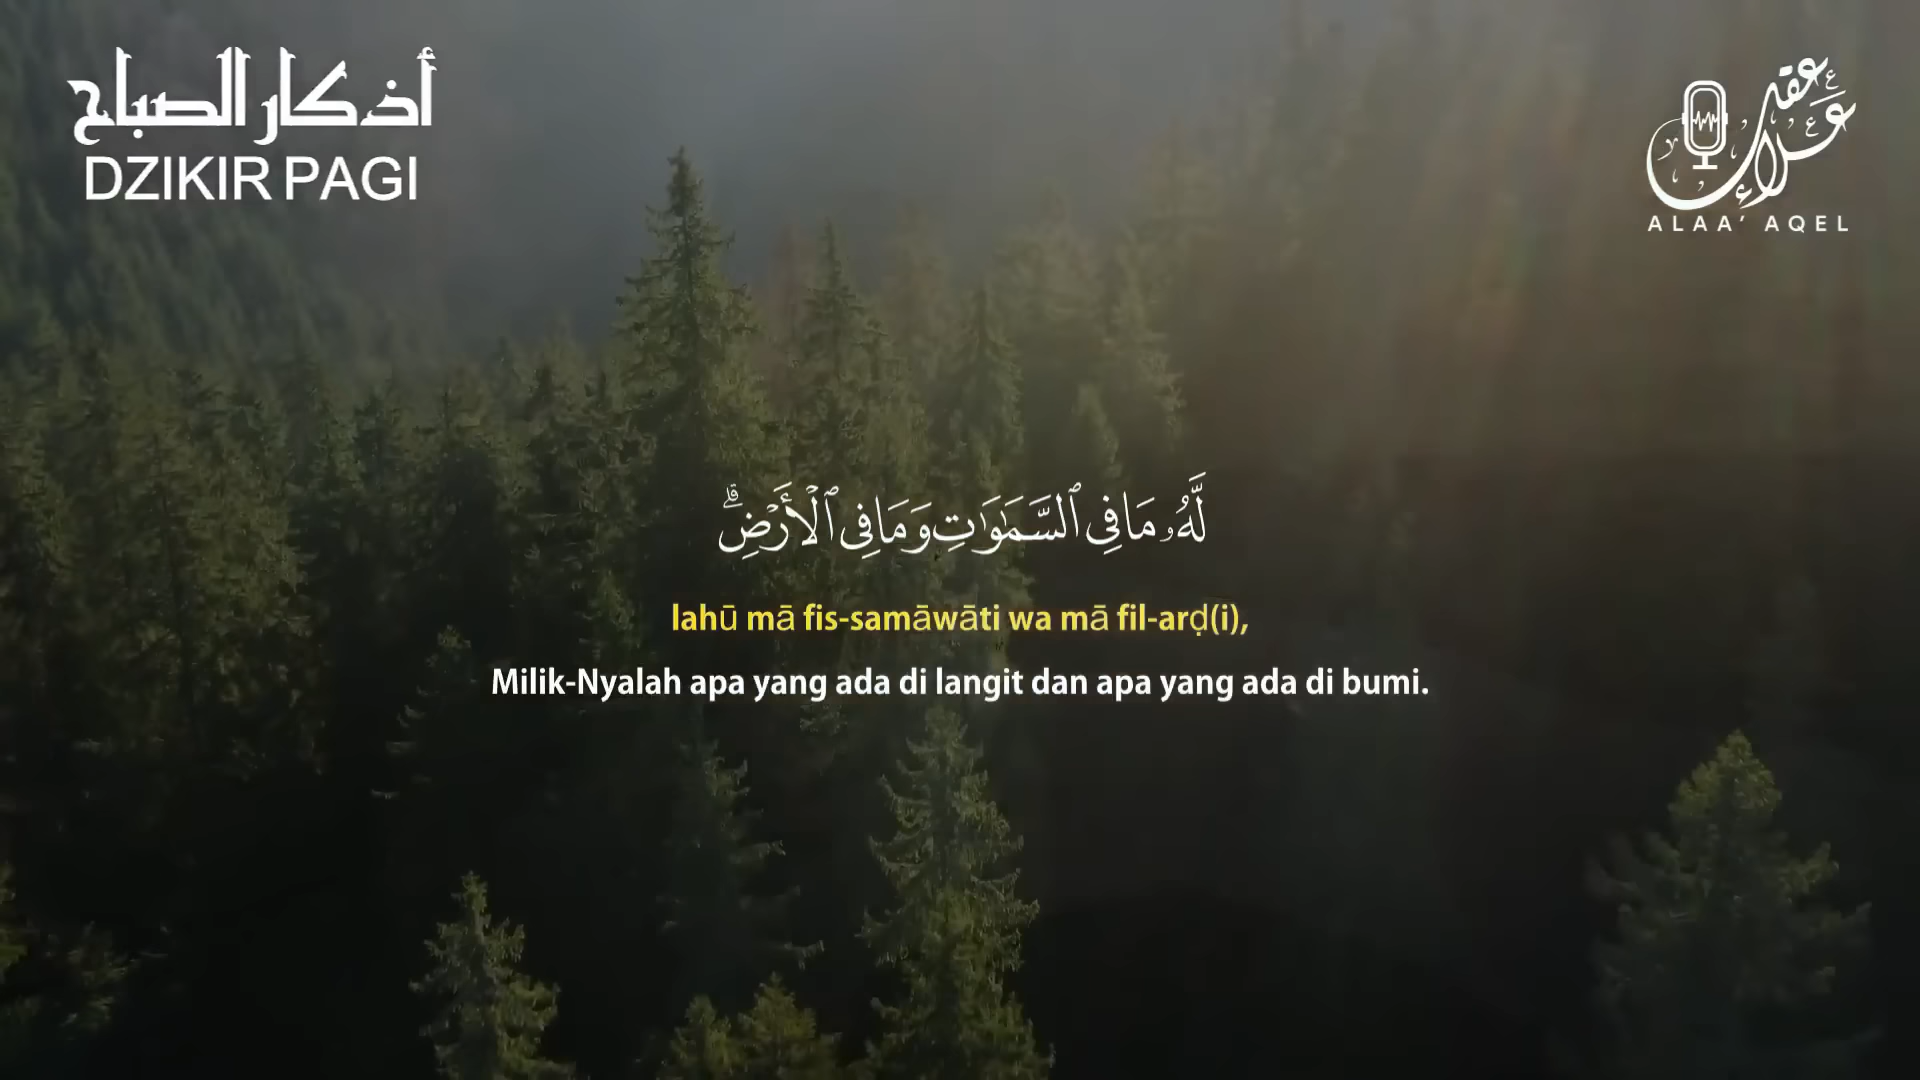 أذكار الصباح
DZIKIR PAGI
علاء عقل
ALAA’ AQEL
لَّهُۥ مَا فِى ٱلسَّمَـٰوَٰتِ وَمَا فِى ٱلْأَرْضِ ۗ
lahū mā fis-samāwāti wa mā fil-arḍ(i),
Milik-Nyalah apa yang ada di langit dan apa yang ada di bumi.